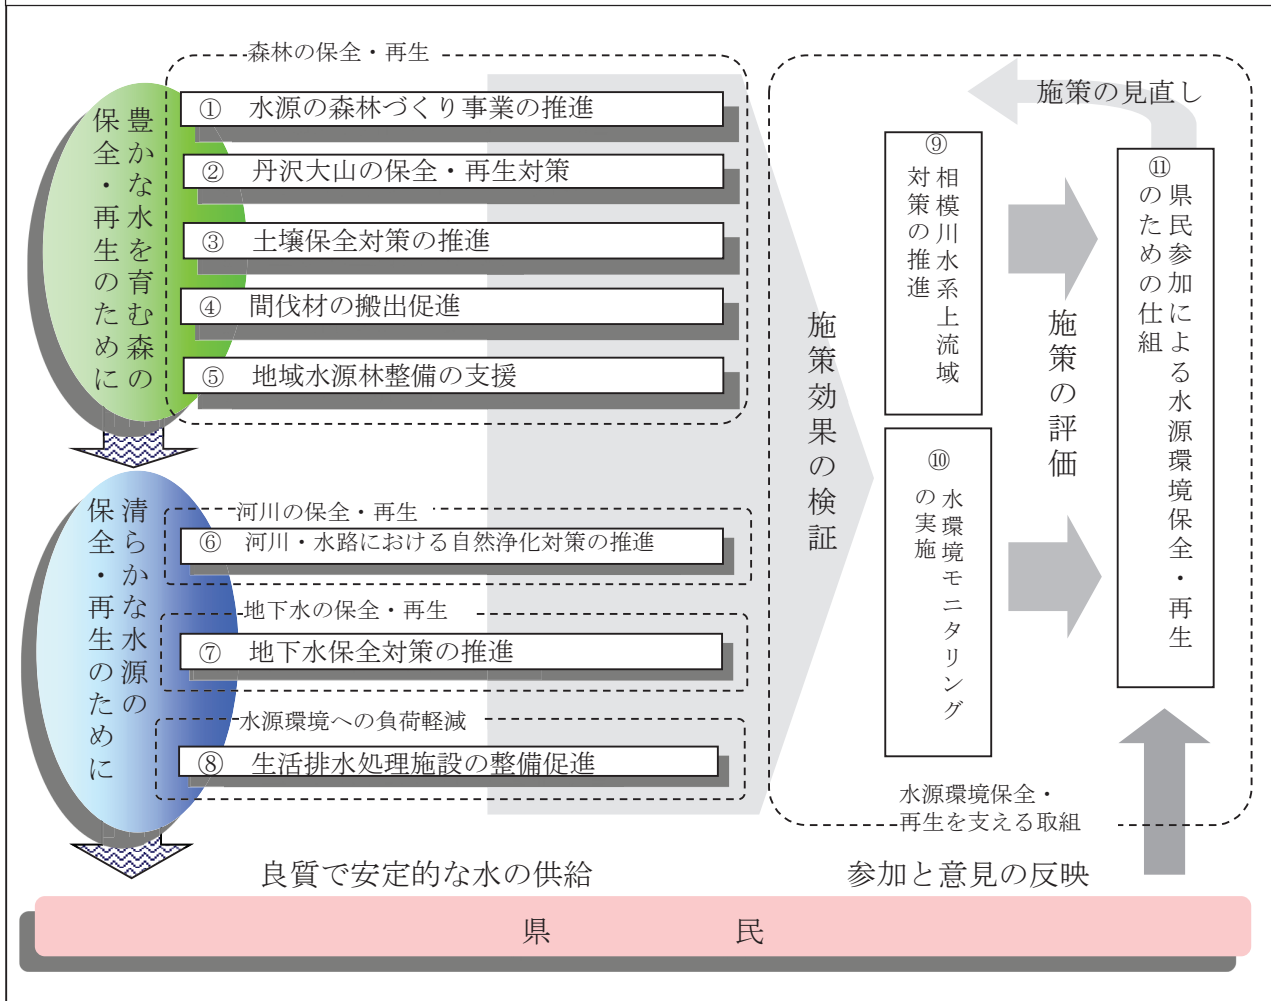 森林の保全・再生
豊かな水を育む森の
保全・再生のために
① 水源の森林づくり事業の推進
② 丹沢大山の保全・再生対策
③ 土壌保全対策の推進
④ 間伐材の搬出促進
⑤ 地域水源林整備の支援
清らかな水源の
保全・再生のために
河川の保全・再生
⑥ 河川・水路における自然浄化対策の推進
地下水の保全・再生
⑦ 地下水保全対策の推進
水源環境への負荷軽減
⑧ 生活排水処理施設の整備促進
施策効果の検証
⑨ 相模川水系上流域
対策の推進
⑩ 水環境モニタリング
の実施
施策の評価
施策の見直し
⑪ 県民参加による水源環境保全・再生
のための仕組
水源環境保全・
再生を支える取組
良質で安定的な水の供給
参加と意見の反映
県 民